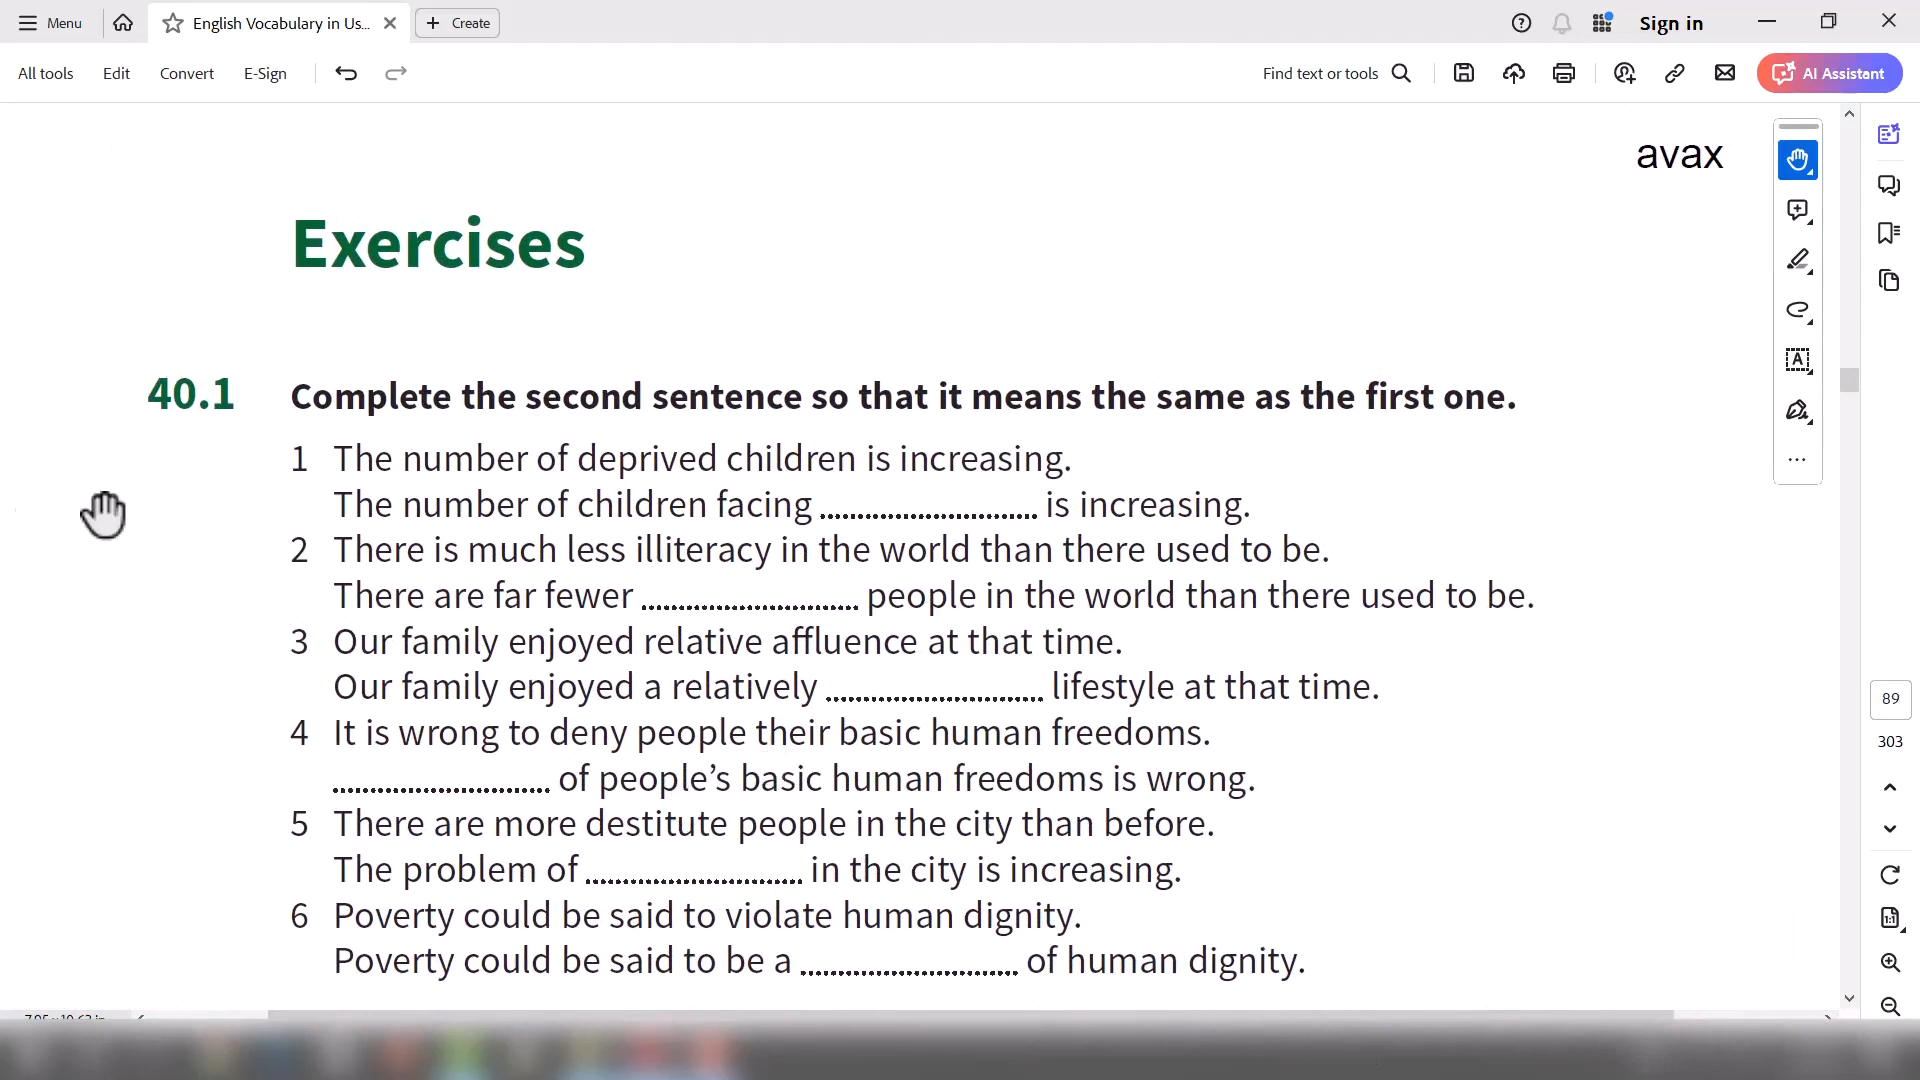 Menu
English Vocabulary in Us...
Create
Sign in
All tools
Edit
Convert
E-Sign
Find text or tools
AI Assistant
avax
Exercises
40.1 Complete the second sentence so that it means the same as the first one.
1 The number of deprived children is increasing.
The number of children facing ........................ is increasing.
2 There is much less illiteracy in the world than there used to be.
There are far fewer ........................ people in the world than there used to be.
3 Our family enjoyed relative affluence at that time.
Our family enjoyed a relatively ........................ lifestyle at that time.
4 It is wrong to deny people their basic human freedoms.
........................ of people’s basic human freedoms is wrong.
5 There are more destitute people in the city than before.
The problem of ........................ in the city is increasing.
6 Poverty could be said to violate human dignity.
Poverty could be said to be a ........................ of human dignity.
89
303